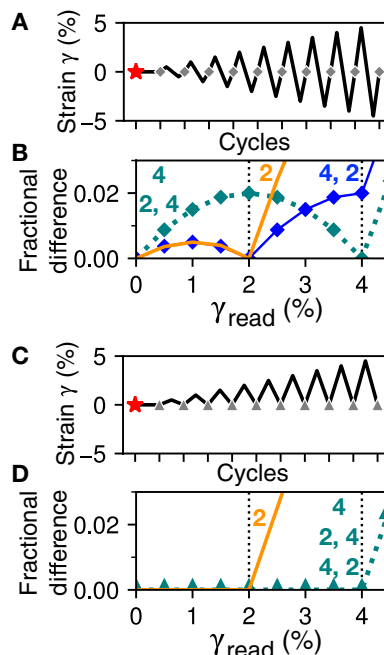 A
Strain γ (%)
5
0
−5
Cycles
B
Fractional
difference
0.02
0.00
4
2, 4
2
4, 2
0 1 2 3 4
γread (%)
C
Strain γ (%)
5
0
−5
Cycles
D
Fractional
difference
0.02
0.00
2
4
2, 4
4, 2
0 1 2 3 4
γread (%)